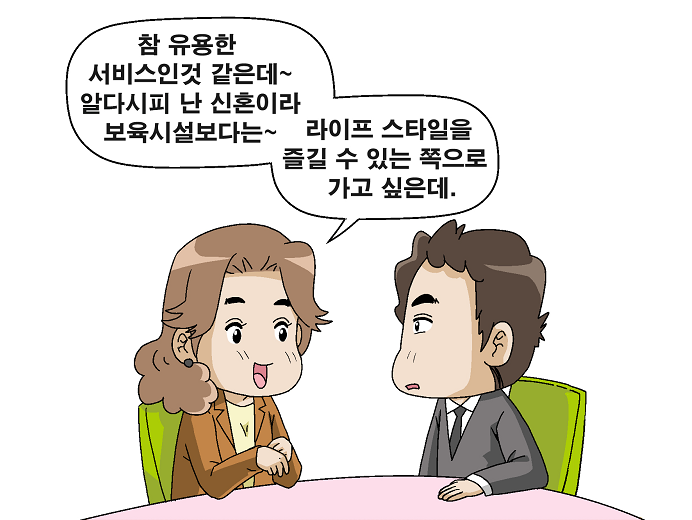 참 유용한
서비스인것 같은데~
알다시피 난 신혼이라
보육시설보다는~
라이프 스타일을
즐길 수 있는 쪽으로
가고 싶은데.